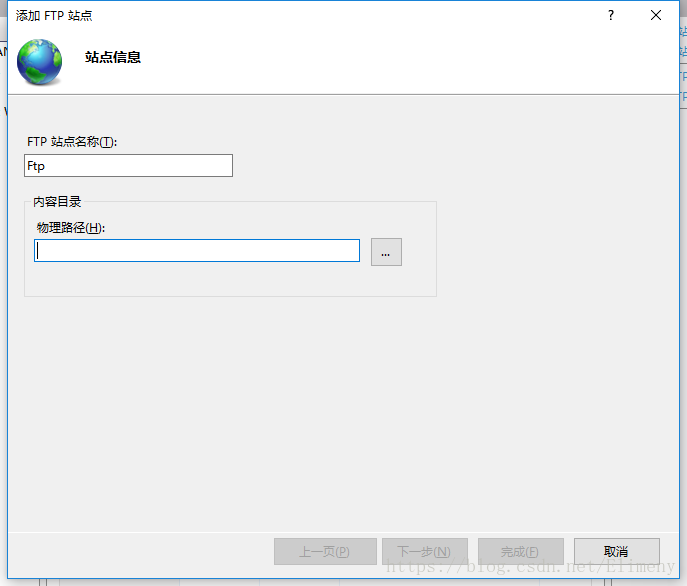 添加 FTP 站点
?
站点信息
FTP 站点名称(T):
Ftp
内容目录
物理路径(H):
...
上一页(P) 下一步(N) 完成(F) 取消
https://blog.csdn.net/Elimeny